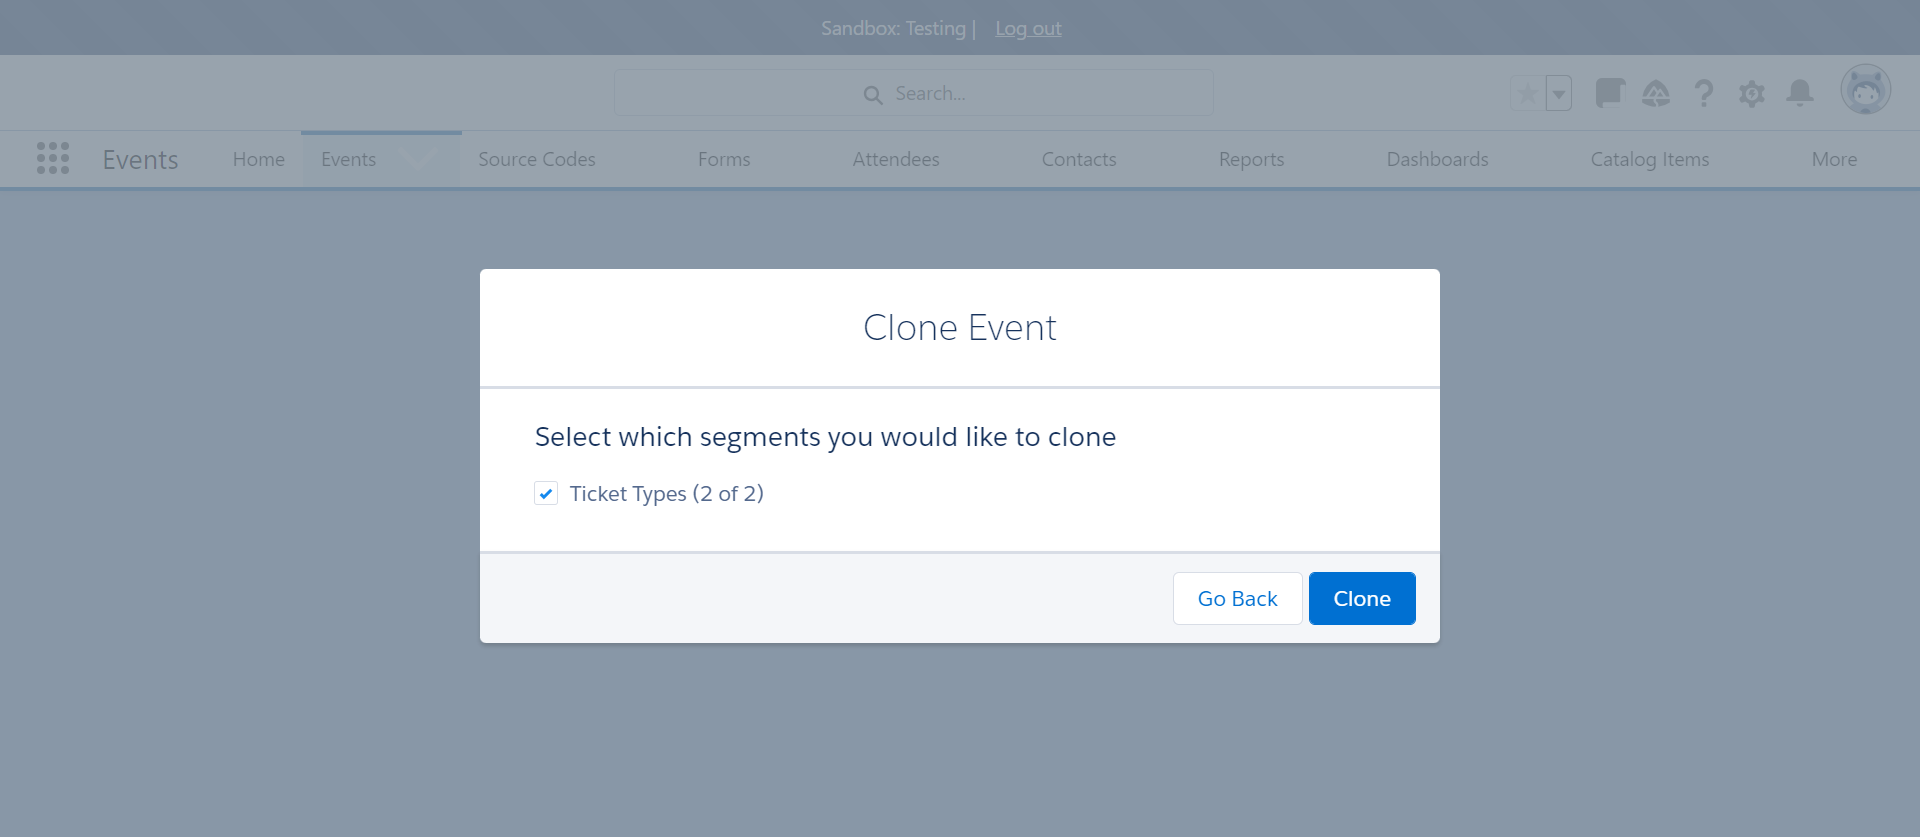 Sandbox: Testing | Log out
Search...
Events Home Events Source Codes Forms Attendees Contacts Reports Dashboards Catalog Items More
Clone Event
Select which segments you would like to clone
Ticket Types (2 of 2)
Go Back Clone